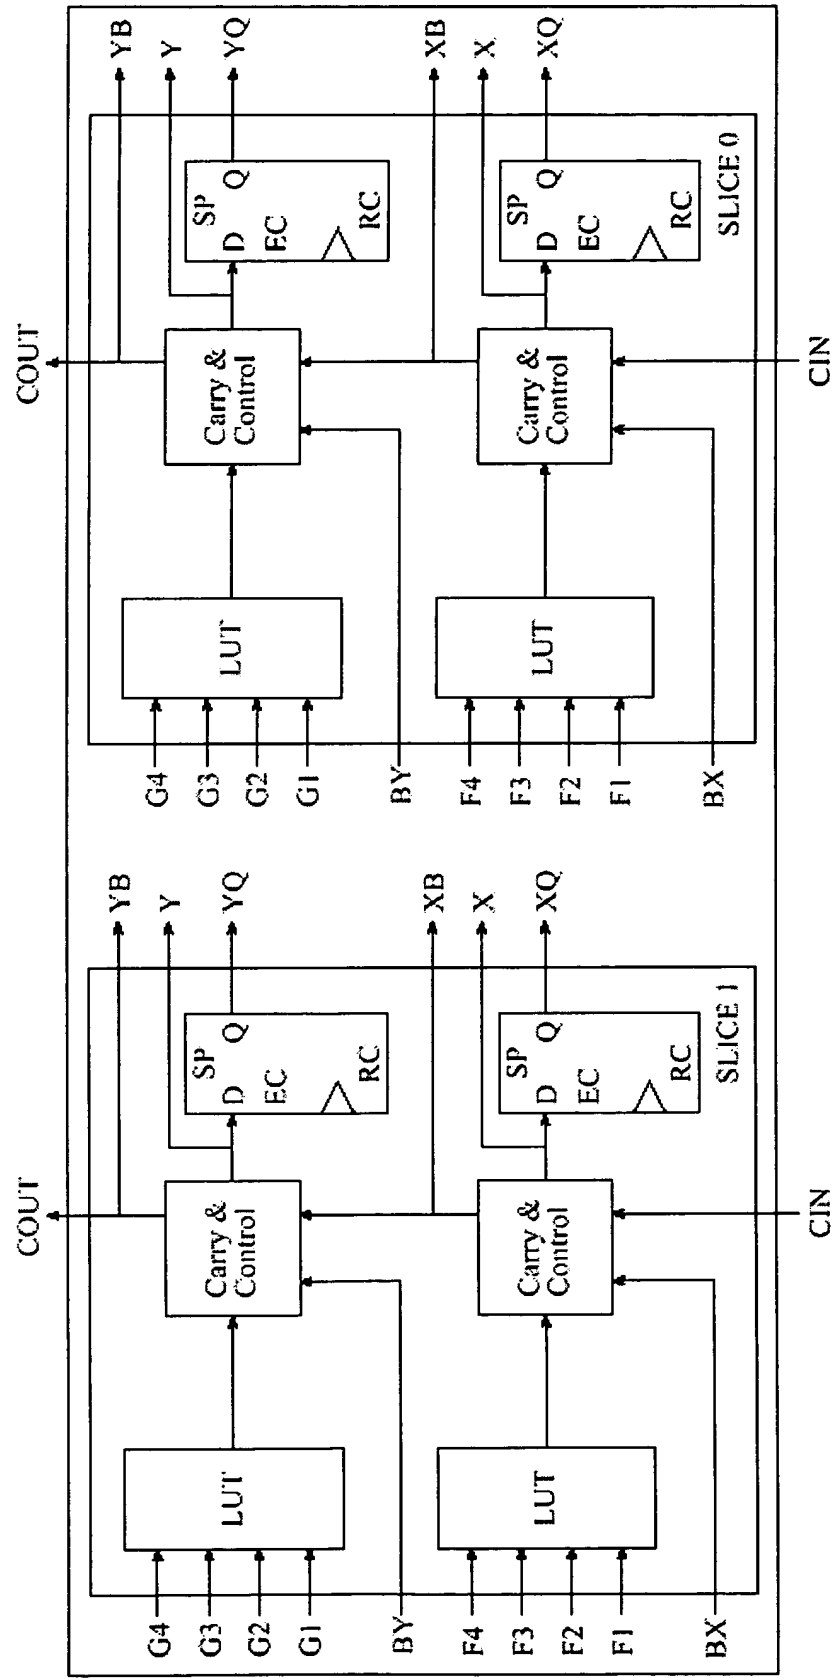 COUT
YB
Y
G4
G3
G2
G1
LUT
Carry &
Control
SP
D Q
EC
RC
YQ
BY
XB
X
F4
F3
F2
F1
LUT
Carry &
Control
SP
D Q
EC
RC
XQ
BX
SLICE 1
CIN
COUT
YB
Y
G4
G3
G2
G1
LUT
Carry &
Control
SP
D Q
EC
RC
YQ
BY
XB
X
F4
F3
F2
F1
LUT
Carry &
Control
SP
D Q
EC
RC
XQ
BX
SLICE 0
CIN